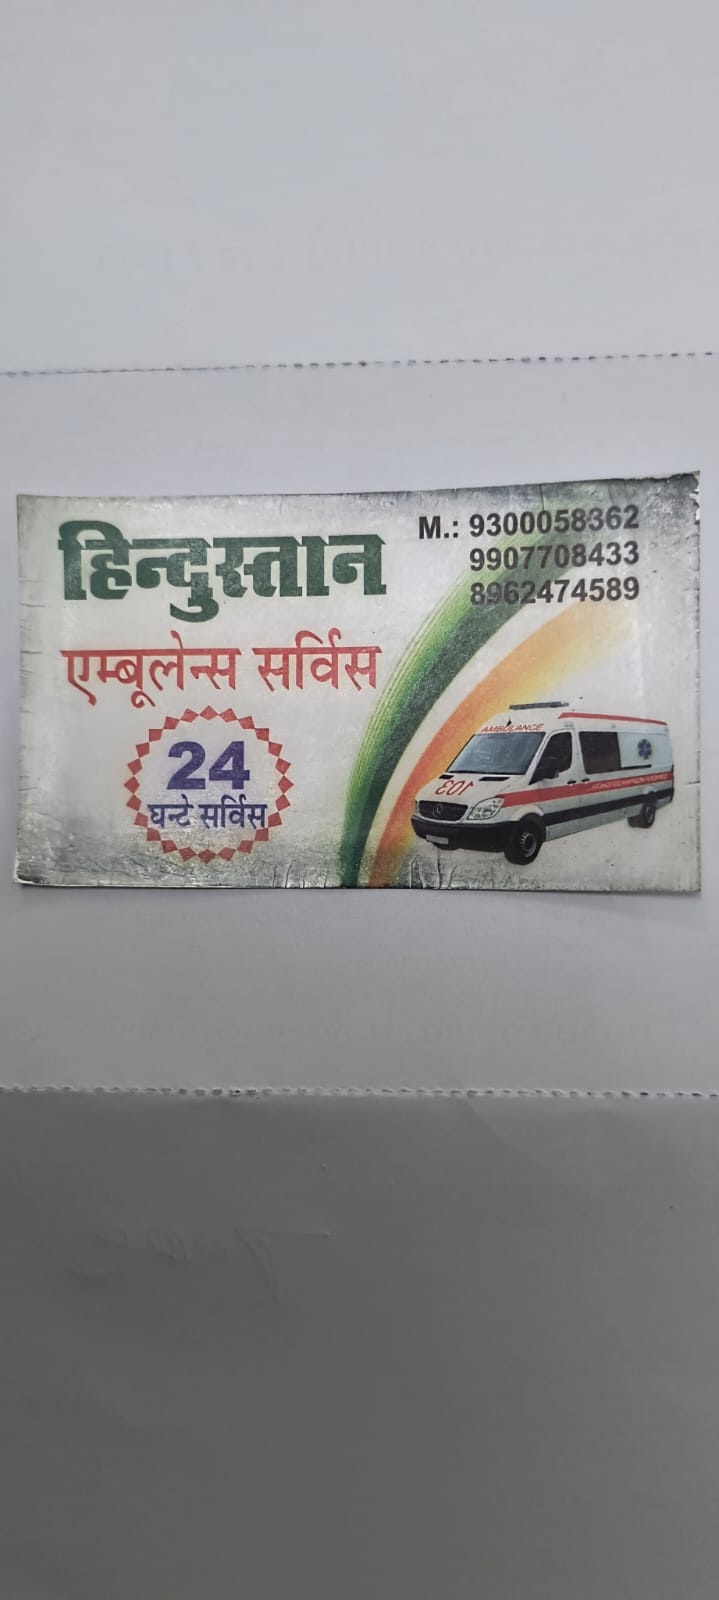 हिन्दुस्तान
एम्बूलेन्स सर्विस
24
घन्टे सर्विस
M.: 9300058362
9907708433
8962474589
AMBULANCE
103